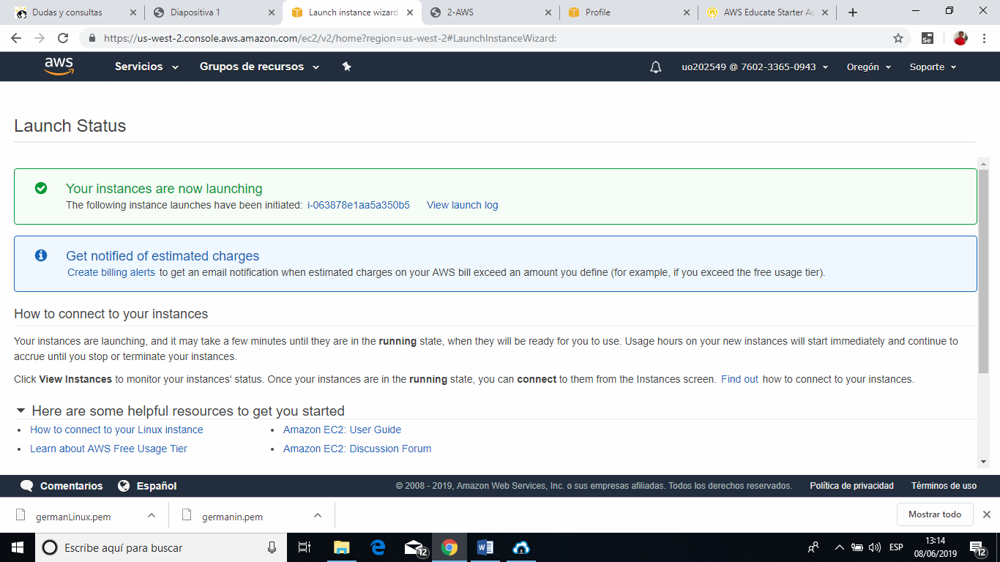 Dudas y consultas
Diapositiva 1
Launch instance wizard
2-AWS
Profile
AWS Educate Starter Ac
https://us-west-2.console.aws.amazon.com/ec2/v2/home?region=us-west-2#LaunchInstanceWizard:
Se
aws
Servicios
Grupos de recursos
uo202549 @ 7602-3365-0943
Oregón
Soporte
Launch Status
Your instances are now launching
The following instance launches have been initiated: i-063878e1aa5a350b5 View launch log
Get notified of estimated charges
Create billing alerts to get an email notification when estimated charges on your AWS bill exceed an amount you define (for example, if you exceed the free usage tier).
How to connect to your instances
Your instances are launching, and it may take a few minutes until they are in the running state, when they will be ready for you to use. Usage hours on your new instances will start immediately and continue to
accrue until you stop or terminate your instances.
Click View Instances to monitor your instances' status. Once your instances are in the running state, you can connect to them from the Instances screen. Find out how to connect to your instances.
Here are some helpful resources to get you started
• How to connect to your Linux instance
• Amazon EC2: User Guide
• Learn about AWS Free Usage Tier
• Amazon EC2: Discussion Forum
Comentarios
Español
© 2008 - 2019, Amazon Web Services, Inc. o sus empresas afiliadas. Todos los derechos reservados.
Política de privacidad
Términos de uso
germanLinux.pem
germanin.pem
Mostrar todo
Escribe aquí para buscar
12
ESP
13:14
08/06/2019
12